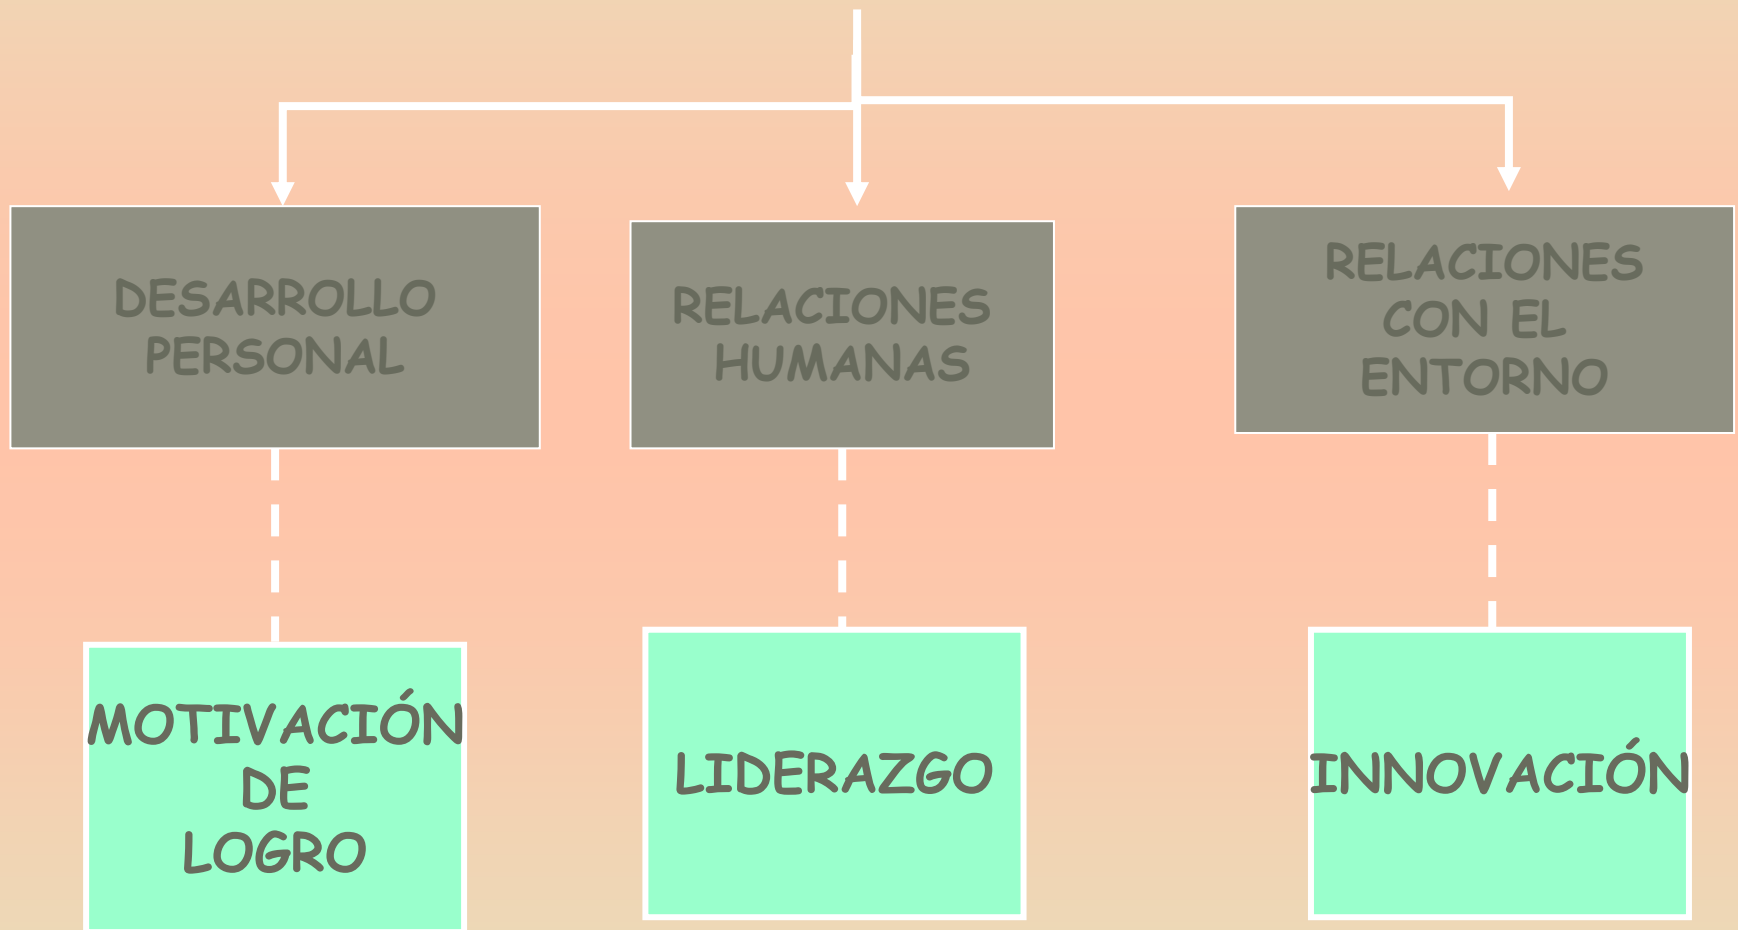 DESARROLLO
PERSONAL
RELACIONES
HUMANAS
RELACIONES
CON EL
ENTORNO
MOTIVACIÓN
DE
LOGRO
LIDERAZGO
INNOVACIÓN